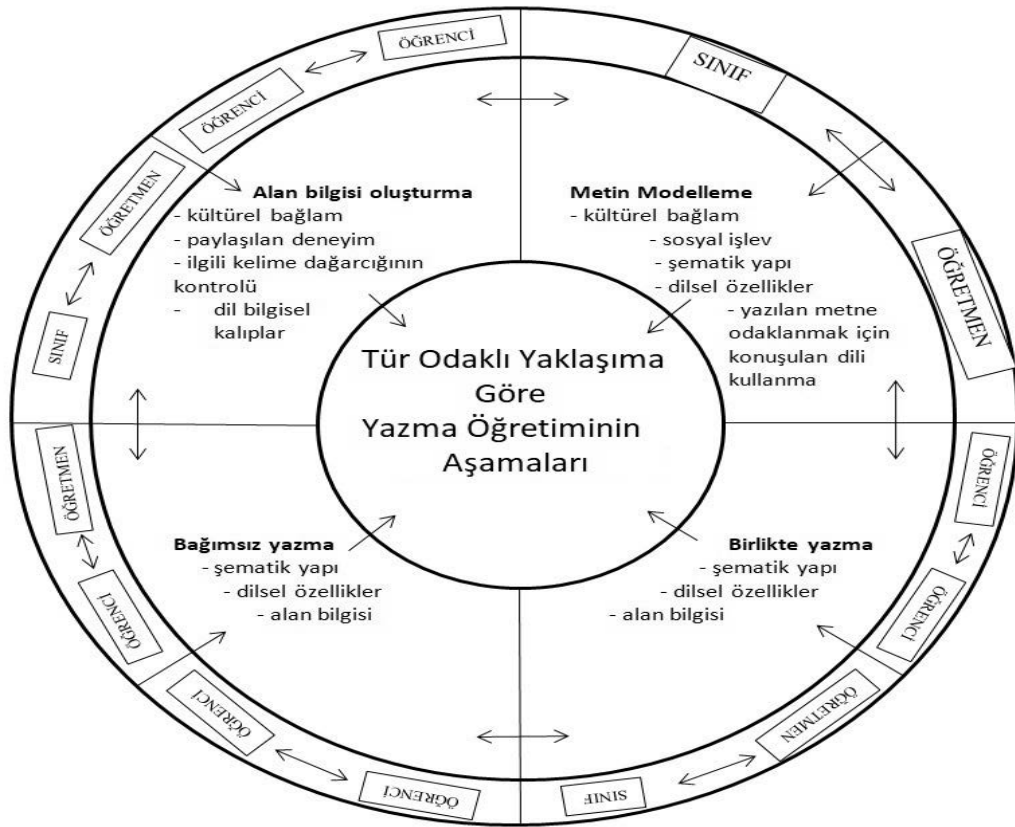 ÖĞRENCİ
ÖĞRENCİ
ÖĞRETMEN
SINIF
SINIF
ÖĞRETMEN
Alan bilgisi oluşturma
- kültürel bağlam
- paylaşılan deneyim
- ilgili kelime dağarcığının
kontrolü
- dil bilgisel
kalıplar
Metin Modelleme
- kültürel bağlam
- sosyal işlev
- şematik yapı
- dilsel özellikler
- yazılan metne
odaklanmak için
konuşulan dili
kullanma
Tür Odaklı Yaklaşıma
Göre
Yazma Öğretiminin
Aşamaları
Bağımsız yazma
- şematik yapı
- dilsel özellikler
- alan bilgisi
Birlikte yazma
- şematik yapı
- dilsel özellikler
- alan bilgisi
ÖĞRETMEN
ÖĞRENCİ
ÖĞRENCİ
ÖĞRENCİ
ÖĞRENCİ
ÖĞRENCİ
ÖĞRETMEN
SINIF